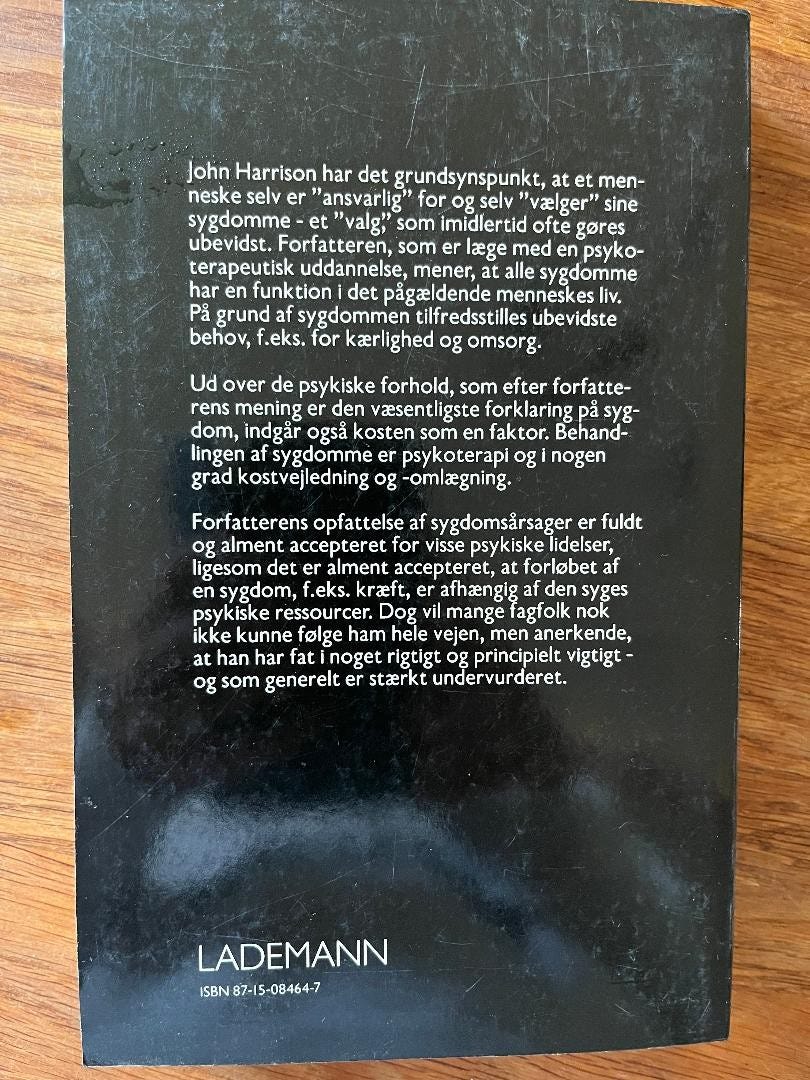 John Harrison har det grundsynspunkt, at et men-
neske selv er ”ansvarlig” for og selv ”vælger” sine
sygdomme - et ”valg,” som imidlertid ofte gøres
ubevidst. Forfatteren, som er læge med en psyko-
terapeutisk uddannelse, mener, at alle sygdomme
har en funktion i det pågældende menneskes liv.
På grund af sygdommen tilfredsstilles ubevidste
behov, f.eks. for kærlighed og omsorg.
Ud over de psykiske forhold, som efter forfatte-
rens mening er den væsentligste forklaring på syg-
dom, indgår også kosten som en faktor. Behand-
lingen af sygdomme er psykoterapi og i nogen
grad kostvejledning og -omlægning.
Forfatterens opfattelse af sygdomsårsager er fuldt
og alment accepteret for visse psykiske lidelser,
ligesom det er alment accepteret, at forløbet af
en sygdom, f.eks. kræft, er afhængig af den syges
psykiske ressourcer. Dog vil mange fagfolk nok
ikke kunne følge ham hele vejen, men anerkende,
at han har fat i noget rigtigt og principielt vigtigt -
og som generelt er stærkt undervurderet.
LADEMANN
ISBN 87-15-08464-7